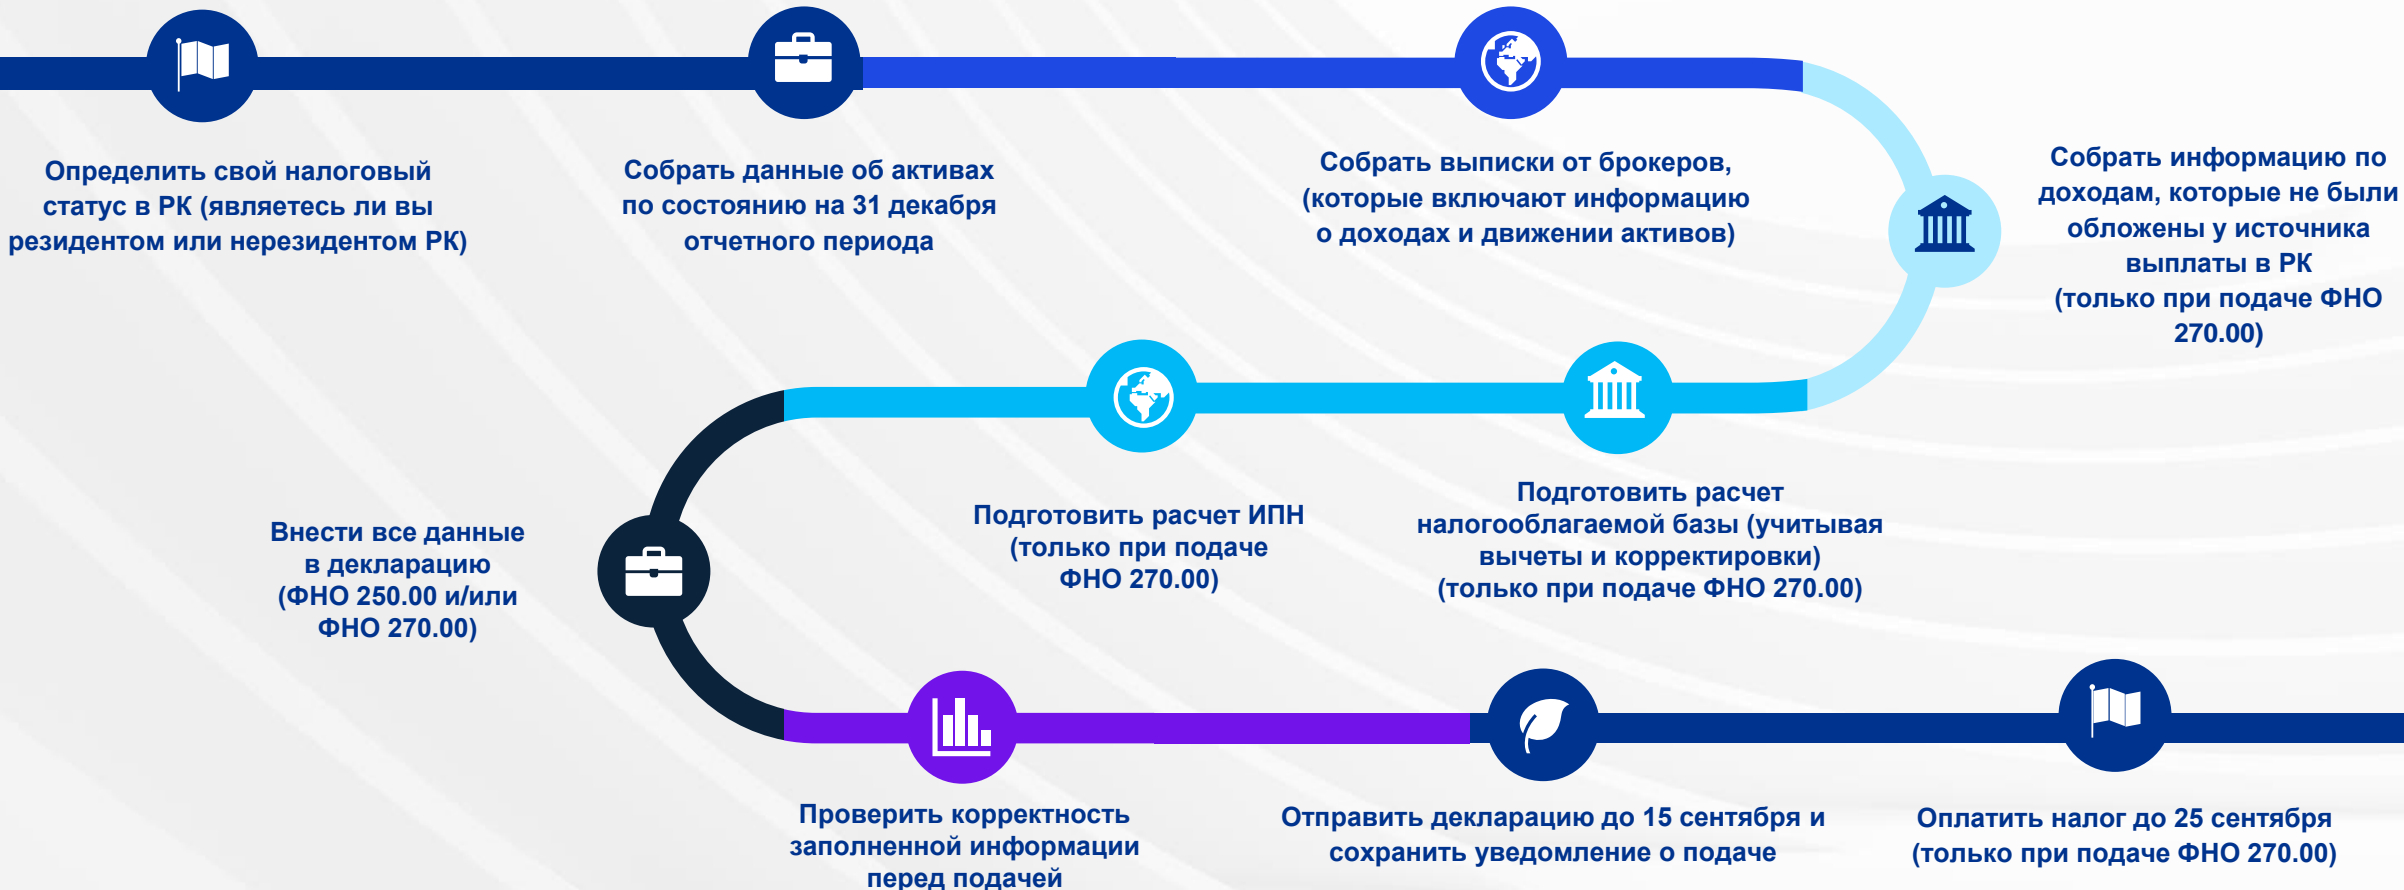 Определить свой налоговый
статус в РК (являетесь ли вы
резидентом или нерезидентом РК)
Собрать данные об активах
по состоянию на 31 декабря
отчетного периода
Собрать выписки от брокеров,
(которые включают информацию
о доходах и движении активов)
Собрать информацию по
доходам, которые не были
обложены у источника
выплаты в РК
(только при подаче ФНО
270.00)
Подготовить расчет
налогооблагаемой базы (учитывая
вычеты и корректировки)
(только при подаче ФНО 270.00)
Подготовить расчет ИПН
(только при подаче
ФНО 270.00)
Внести все данные
в декларацию
(ФНО 250.00 и/или
ФНО 270.00)
Проверить корректность
заполненной информации
перед подачей
Отправить декларацию до 15 сентября и
сохранить уведомление о подаче
Оплатить налог до 25 сентября
(только при подаче ФНО 270.00)